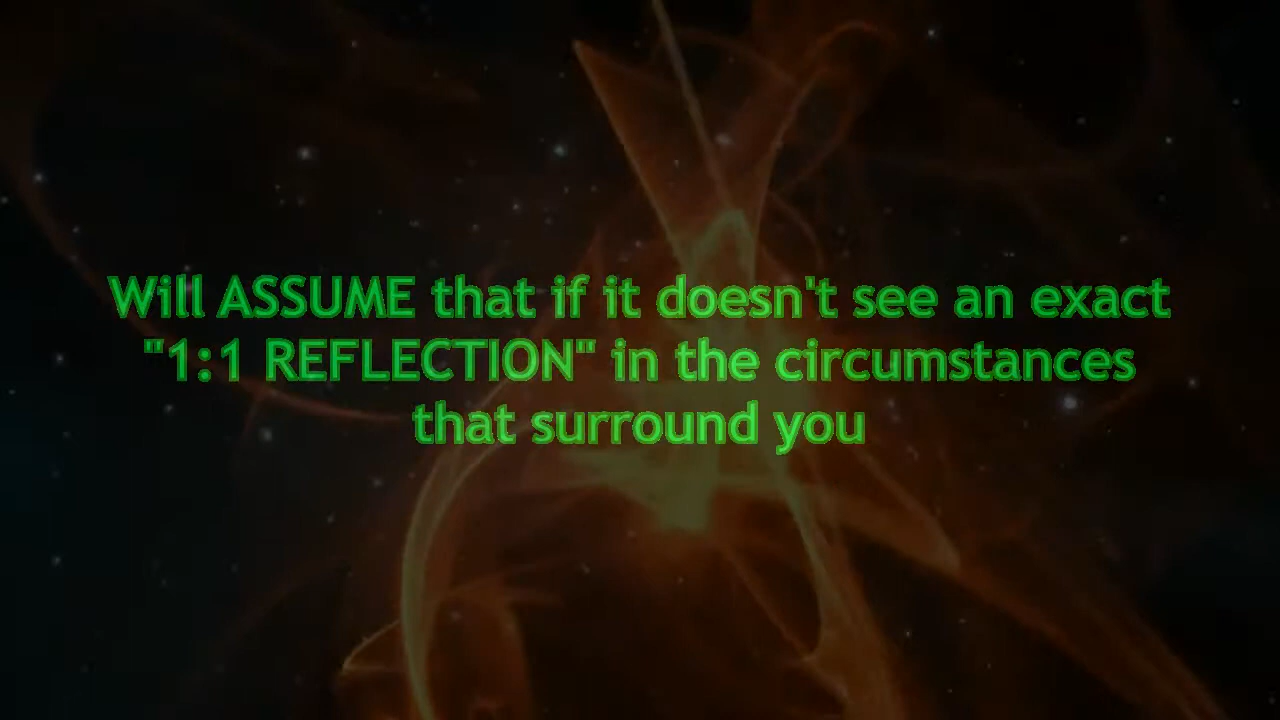 Will ASSUME that if it doesn't see an exact
"1:1 REFLECTION" in the circumstances
that surround you